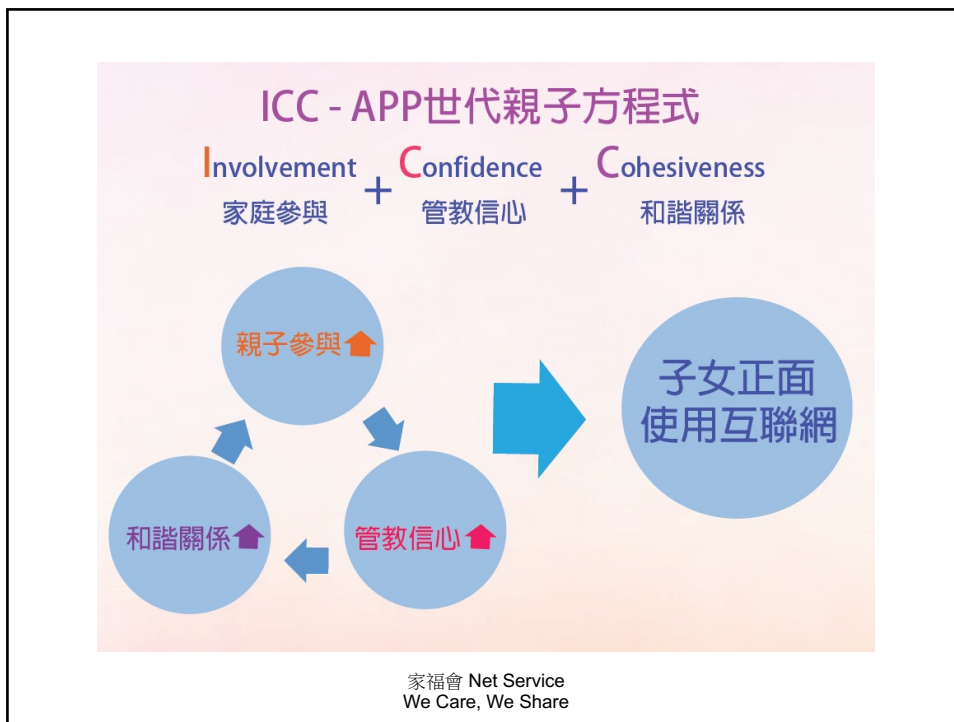 ICC - APP世代親子方程式
Involvement + Confidence + Cohesiveness
家庭參與 管教信心 和諧關係
親子參與
子女正面
使用互聯網
和諧關係
管教信心
家福會 Net Service
We Care, We Share